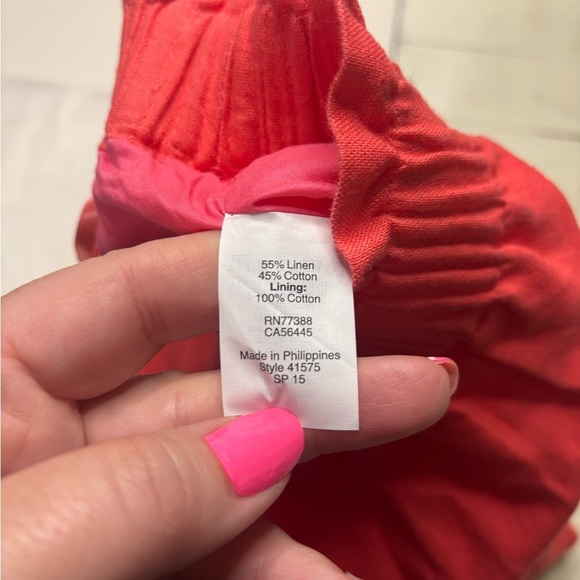 55% Linen
45% Cotton
Lining:
100% Cotton
RN77388
CA56445
Made in Philippines
Style 41575
SP 15